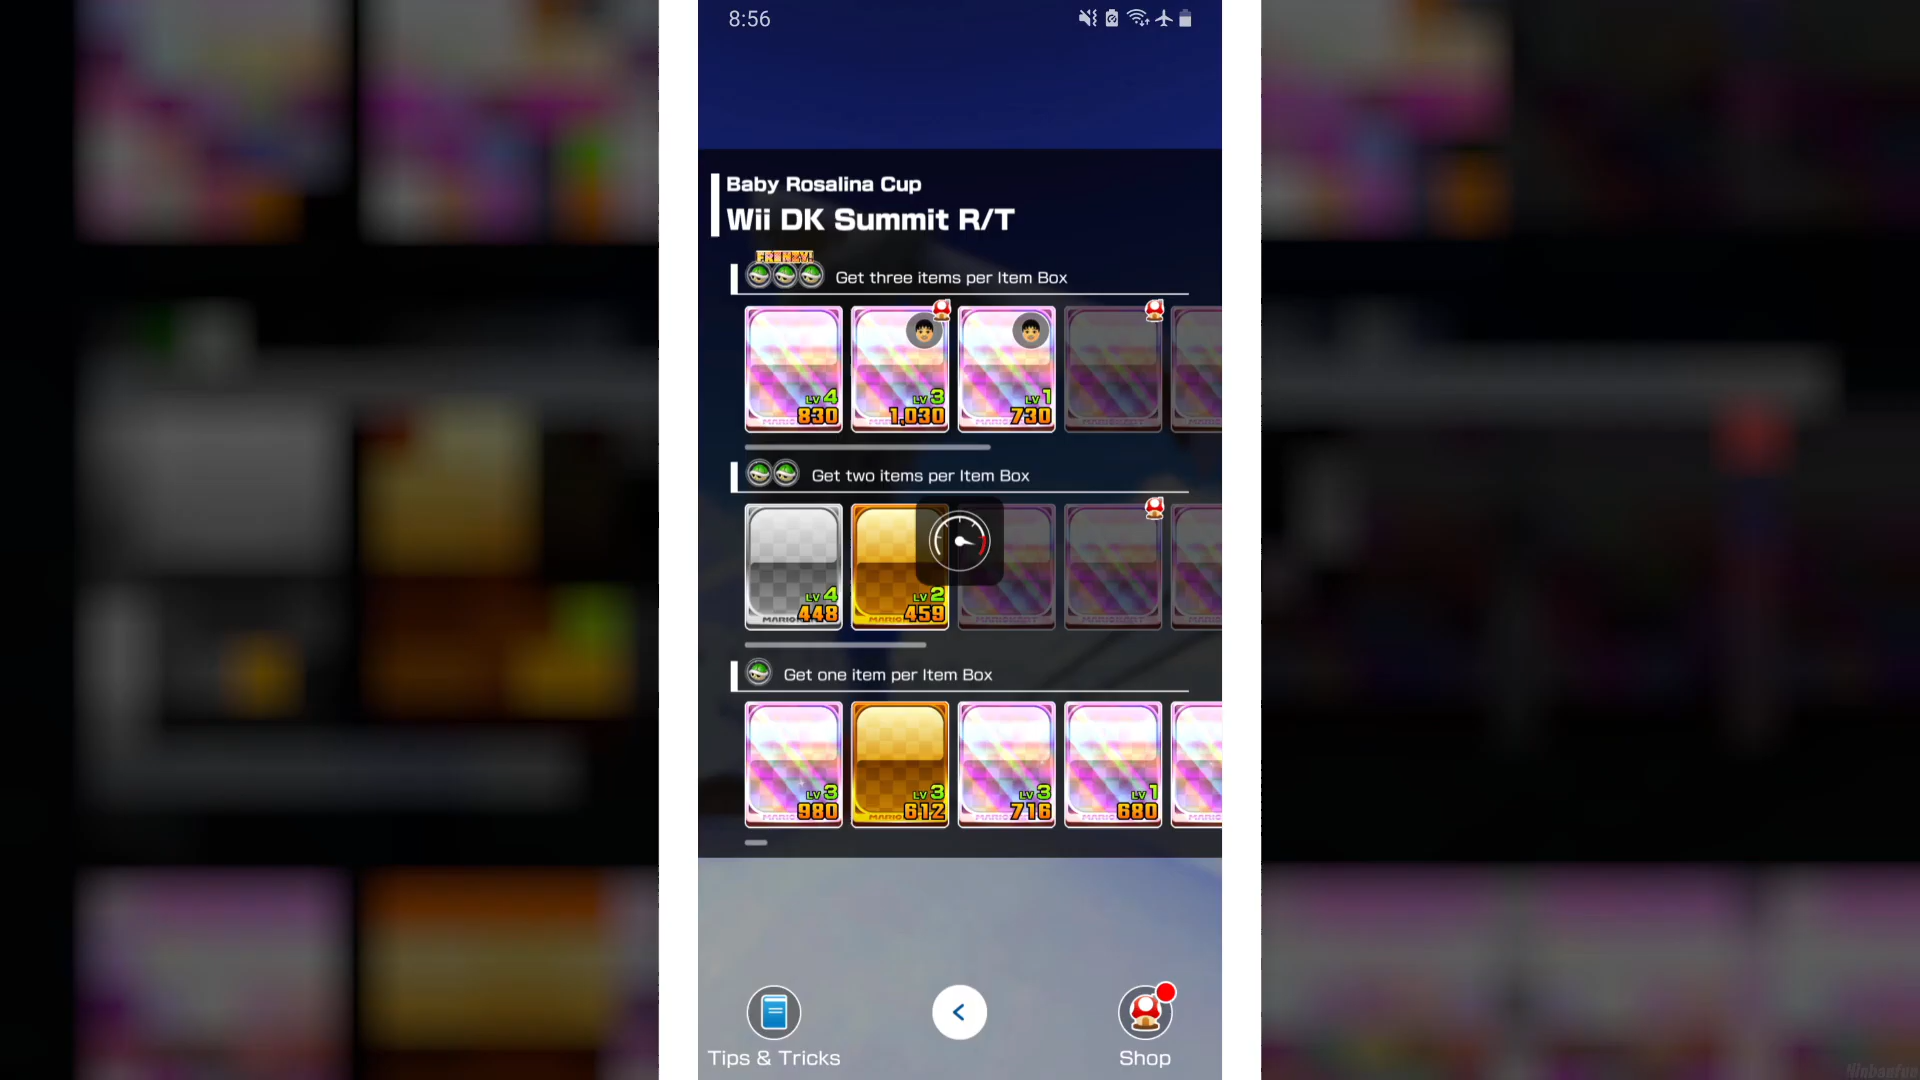 8:56
Baby Rosalina Cup
Wii DK Summit R/T
FRENZY!
Get three items per Item Box
LV 4
830
LV 3
1,030
LV 1
730
Get two items per Item Box
LV 4
448
LV 2
459
Get one item per Item Box
LV 3
980
LV 3
612
LV 3
716
LV 1
680
Tips & Tricks
Shop